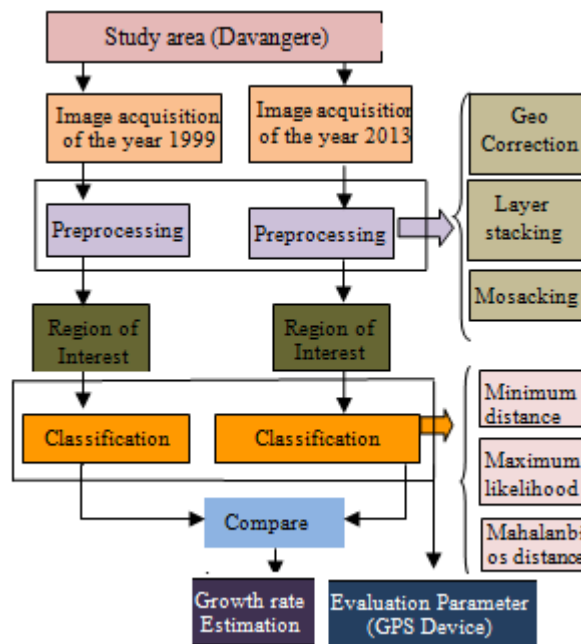 Study area (Davangere)
Image acquisition
of the year 1999
Image acquisition
of the year 2013
Geo
Correction
Preprocessing
Preprocessing
Layer
stacking
Mosacking
Region of
Interest
Region of
Interest
Classification
Classification
Minimum
distance
Maximum
likelihood
Mahalanbi
os distance
Compare
Growth rate
Estimation
Evaluation Parameter
(GPS Device)